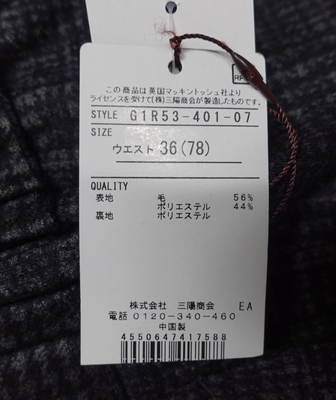 この商品は英国マッキントッシュ社より
ライセンスを受けて(株)三陽商会が製造したものです。
STYLE G1R53-401-07
SIZE
ウエスト 36(78)
QUALITY
表地 毛 56%
ポリエステル 44%
裏地 ポリエステル
株式会社 三陽商会 EA
電話 0120-340-460
中国製
4550647417588